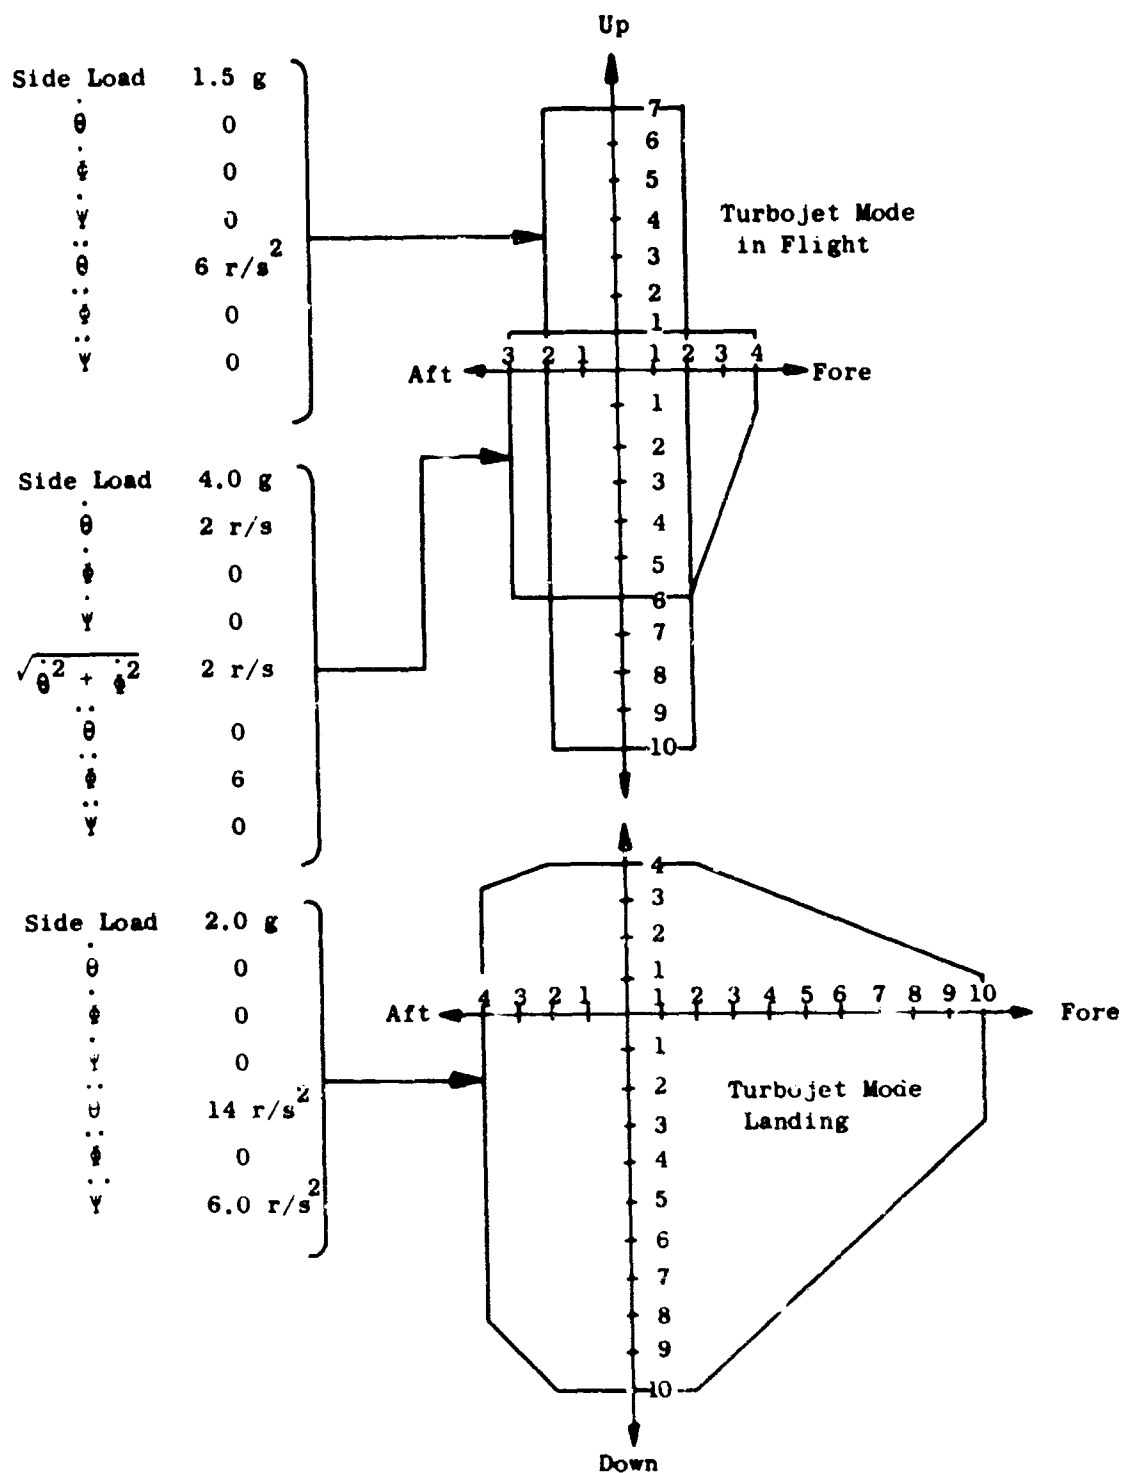 Up
Side Load 1.5 g
θ̇ 0
Φ̇ 0
Ψ̇ 0
θ̈ 6 r/s²
Φ̈ 0
Ψ̈ 0
7
6
5
4
3
2
1
Turbojet Mode
in Flight
3 2 1 1 2 3 4
Aft Fore
1
2
3
4
5
6
7
8
9
10
Side Load 4.0 g
θ̇ 2 r/s
Φ̇ 0
Ψ̇ 0
√θ̇² + Φ̇² 2 r/s
θ̈ 0
Φ̈ 6
Ψ̈ 0
Side Load 2.0 g
θ̇ 0
Φ̇ 0
Ψ̇ 0
θ̈ 14 r/s²
Φ̈ 0
Ψ̈ 6.0 r/s²
4
3
2
1
4 3 2 1 1 2 3 4 5 6 7 8 9 10
Aft Fore
1
2
3
4
5
6
7
8
9
10
Turbojet Mode
Landing
Down